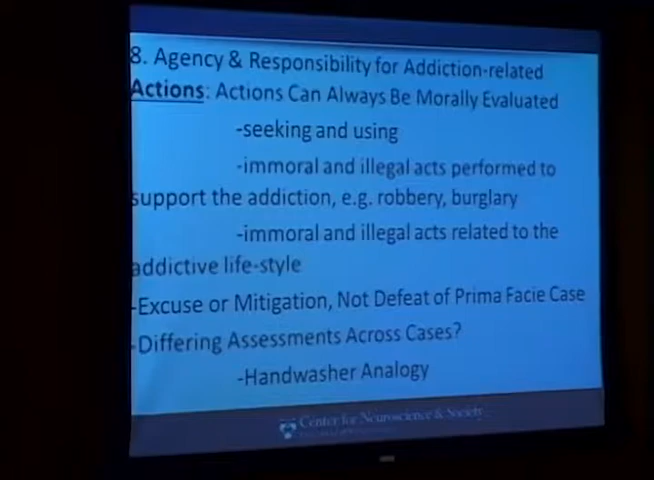 8. Agency & Responsibility for Addiction-related
Actions: Actions Can Always Be Morally Evaluated
-seeking and using
-immoral and illegal acts performed to
support the addiction, e.g. robbery, burglary
-immoral and illegal acts related to the
addictive life-style
-Excuse or Mitigation, Not Defeat of Prima Facie Case
-Differing Assessments Across Cases?
-Handwasher Analogy
Center for Neuroscience & Society